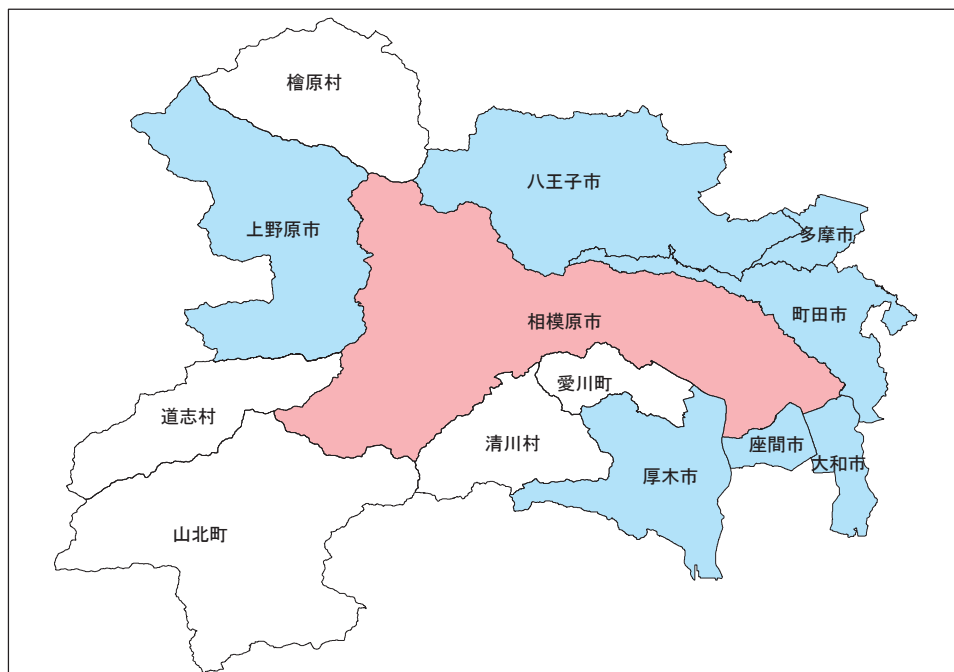 檜原村
八王子市
上野原市
多摩市
町田市
相模原市
愛川町
道志村
清川村
座間市
大和市
厚木市
山北町